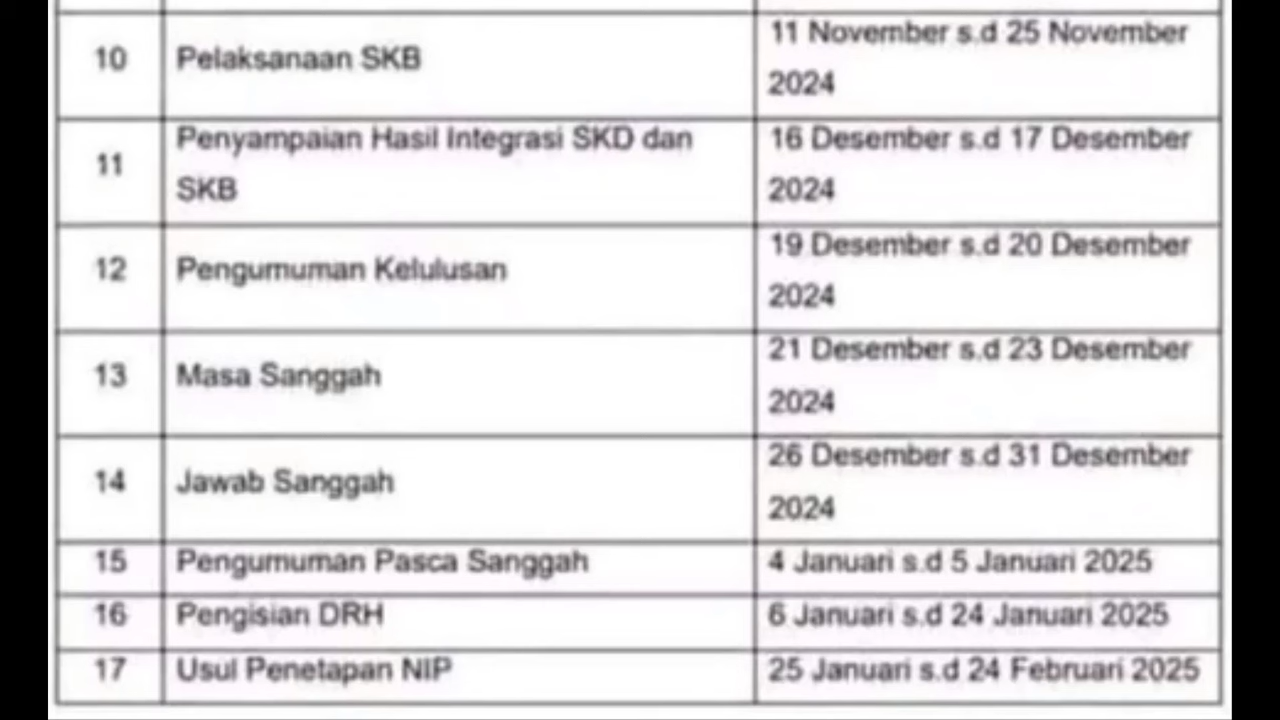 10 Pelaksanaan SKB 11 November s.d 25 November
2024
11 Penyampaian Hasil Integrasi SKD dan
SKB
16 Desember s.d 17 Desember
2024
12 Pengumuman Kelulusan 19 Desember s.d 20 Desember
2024
13 Masa Sanggah 21 Desember s.d 23 Desember
2024
14 Jawab Sanggah 26 Desember s.d 31 Desember
2024
15 Pengumuman Pasca Sanggah 4 Januari s.d 5 Januari 2025
16 Pengisian DRH 6 Januari s.d 24 Januari 2025
17 Usul Penetapan NIP 25 Januari s.d 24 Februari 2025